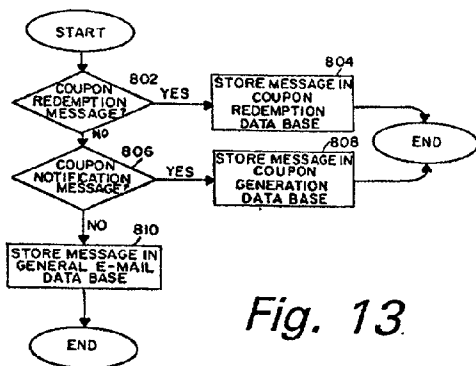 START
802
COUPON
REDEMPTION
MESSAGE?
YES
804
STORE MESSAGE IN
COUPON
REDEMPTION
DATA BASE
END
NO
806
COUPON
NOTIFICATION
MESSAGE?
YES
808
STORE MESSAGE IN
COUPON
GENERATION
DATA BASE
NO
810
STORE MESSAGE IN
GENERAL E-MAIL
DATA BASE
END
Fig. 13